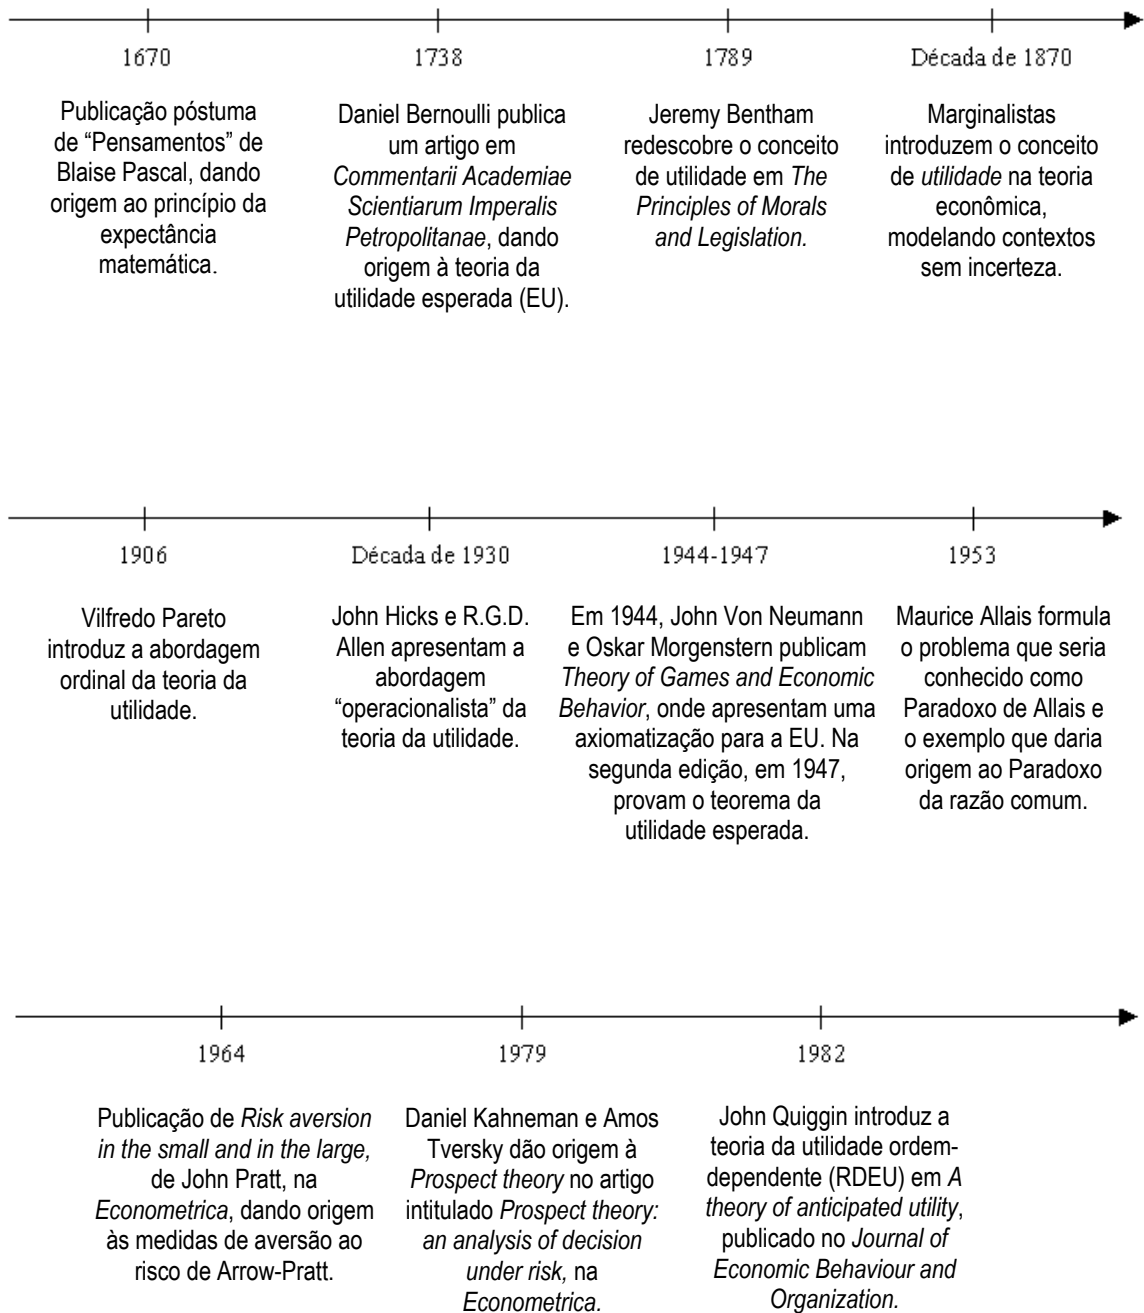 1670
1738
1789
Década de 1870
Publicação póstuma
de “Pensamentos” de
Blaise Pascal, dando
origem ao princípio da
expectância
matemática.
Daniel Bernoulli publica
um artigo em
Commentarii Academiae
Scientiarum Imperalis
Petropolitanae, dando
origem à teoria da
utilidade esperada (EU).
Jeremy Bentham
redescobre o conceito
de utilidade em The
Principles of Morals
and Legislation.
Marginalistas
introduzem o conceito
de utilidade na teoria
econômica,
modelando contextos
sem incerteza.
1906
Década de 1930
1944-1947
1953
Vilfredo Pareto
introduz a abordagem
ordinal da teoria da
utilidade.
John Hicks e R.G.D.
Allen apresentam a
abordagem
“operacionalista” da
teoria da utilidade.
Em 1944, John Von Neumann
e Oskar Morgenstern publicam
Theory of Games and Economic
Behavior, onde apresentam uma
axiomatização para a EU. Na
segunda edição, em 1947,
provam o teorema da
utilidade esperada.
Maurice Allais formula
o problema que seria
conhecido como
Paradoxo de Allais e
o exemplo que daria
origem ao Paradoxo
da razão comum.
1964
1979
1982
Publicação de Risk aversion
in the small and in the large,
de John Pratt, na
Econometrica, dando origem
às medidas de aversão ao
risco de Arrow-Pratt.
Daniel Kahneman e Amos
Tversky dão origem à
Prospect theory no artigo
intitulado Prospect theory:
an analysis of decision
under risk, na
Econometrica.
John Quiggin introduz a
teoria da utilidade ordem-
dependente (RDEU) em A
theory of anticipated utility,
publicado no Journal of
Economic Behaviour and
Organization.